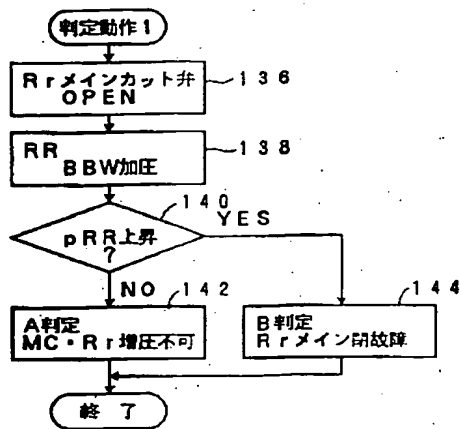 判定動作1
Rrメインカット弁
OPEN
136
RR
BBW加圧
138
140
pRR上昇
?
YES
NO
142
A判定
MC・Rr増圧不可
144
B判定
Rrメイン閉故障
終了